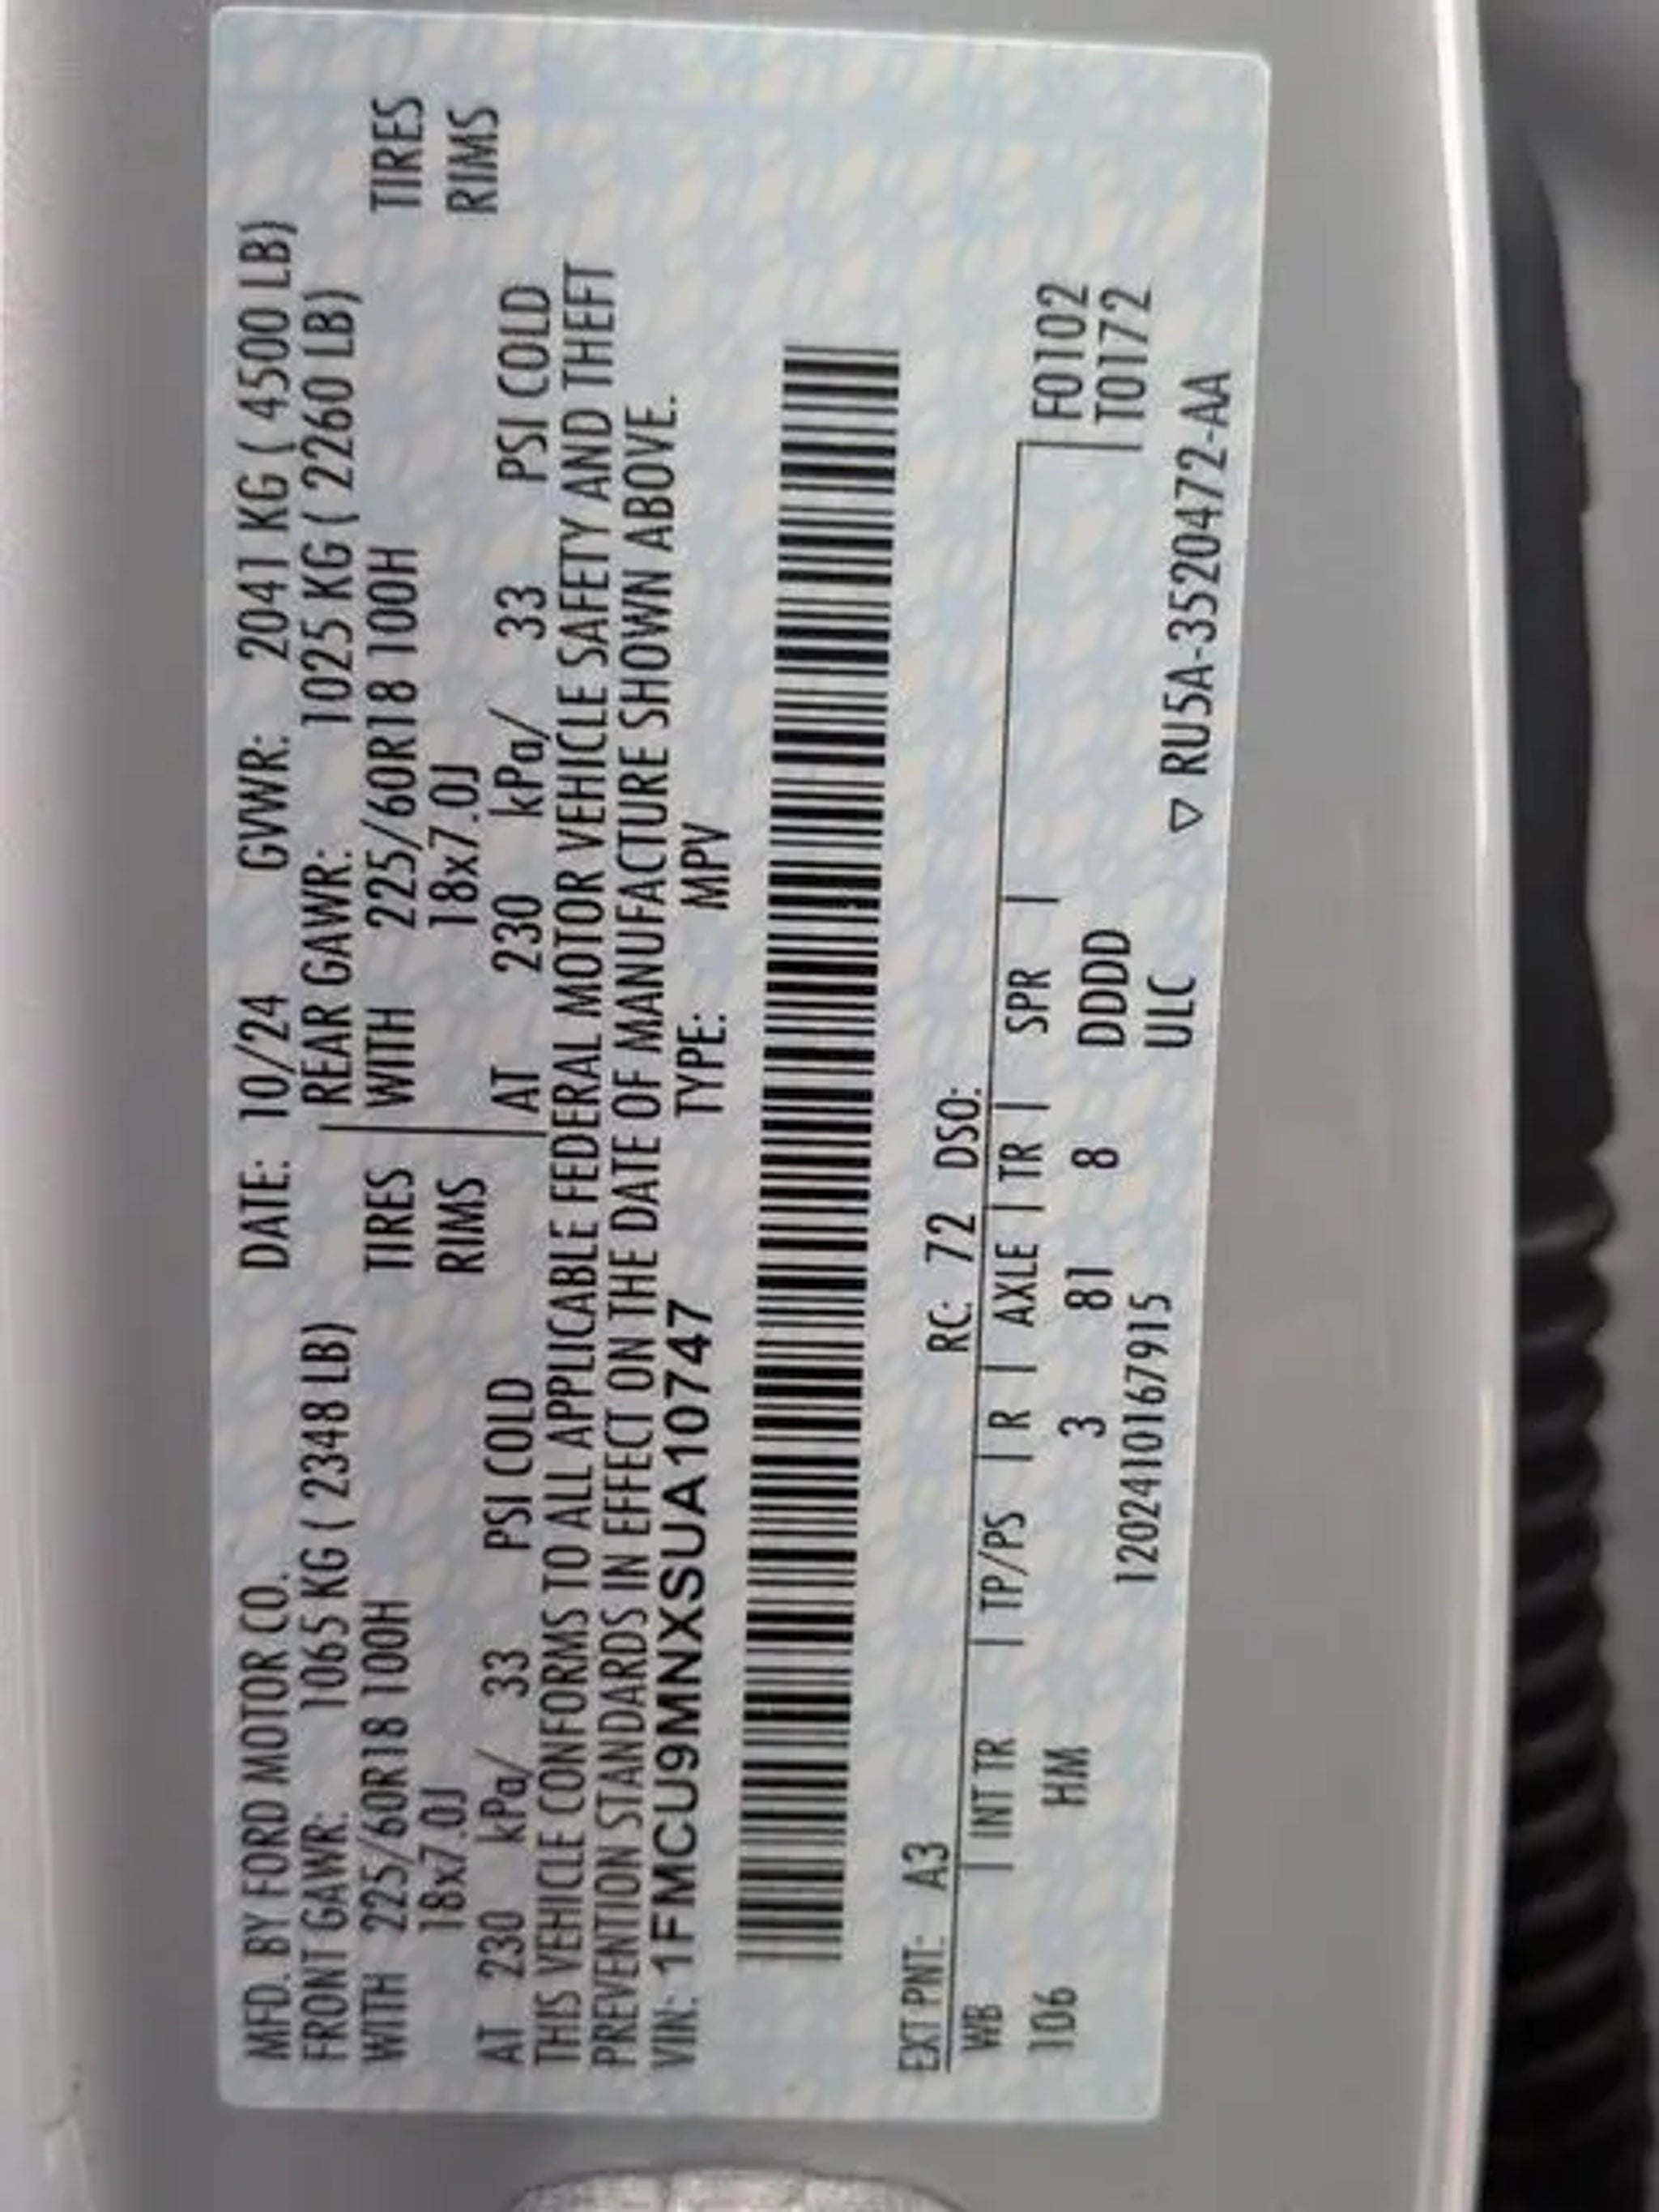 MFD. BY FORD MOTOR CO. DATE: 10/24 GVWR: 2041 KG ( 4500 LB)
FRONT GAWR: 1065 KG ( 2348 LB) REAR GAWR: 1025 KG ( 2260 LB)
WITH 225/60R18 100H TIRES WITH 225/60R18 100H TIRES
18x7.0J RIMS 18x7.0J RIMS
AT 230 kPa/ 33 PSI COLD AT 230 kPa/ 33 PSI COLD
THIS VEHICLE CONFORMS TO ALL APPLICABLE FEDERAL MOTOR VEHICLE SAFETY AND THEFT
PREVENTION STANDARDS IN EFFECT ON THE DATE OF MANUFACTURE SHOWN ABOVE.
VIN: 1FMCU9MNXSUA10747 TYPE: MPV
EXT PNT: A3 RC: 72 DSO:
WB | INT TR | TP/PS | R | AXLE | TR | SPR | F0102
106 HM 3 81 8 DDDD T0172
1202410167915 ULC ▽ RU5A-3520472-AA